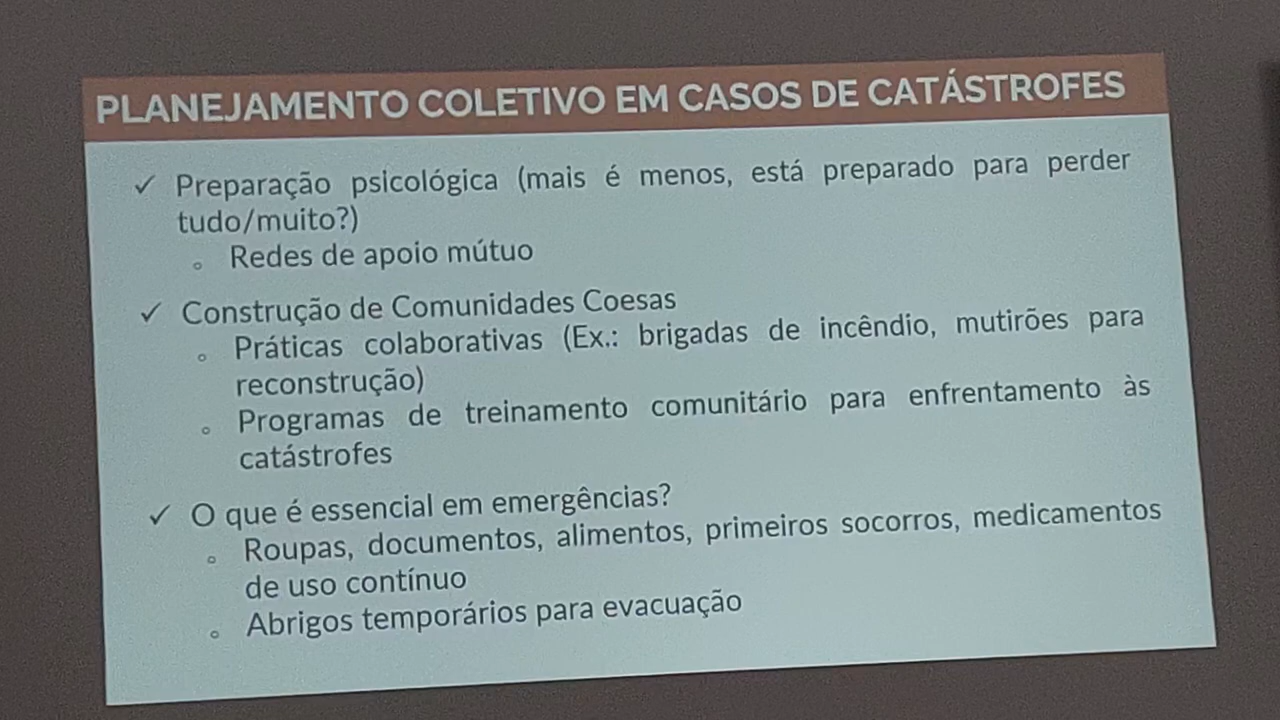 PLANEJAMENTO COLETIVO EM CASOS DE CATÁSTROFES
✓ Preparação psicológica (mais é menos, está preparado para perder
tudo/muito?)
o Redes de apoio mútuo
✓ Construção de Comunidades Coesas
o Práticas colaborativas (Ex.: brigadas de incêndio, mutirões para
reconstrução)
o Programas de treinamento comunitário para enfrentamento às
catástrofes
✓ O que é essencial em emergências?
o Roupas, documentos, alimentos, primeiros socorros, medicamentos
de uso contínuo
o Abrigos temporários para evacuação